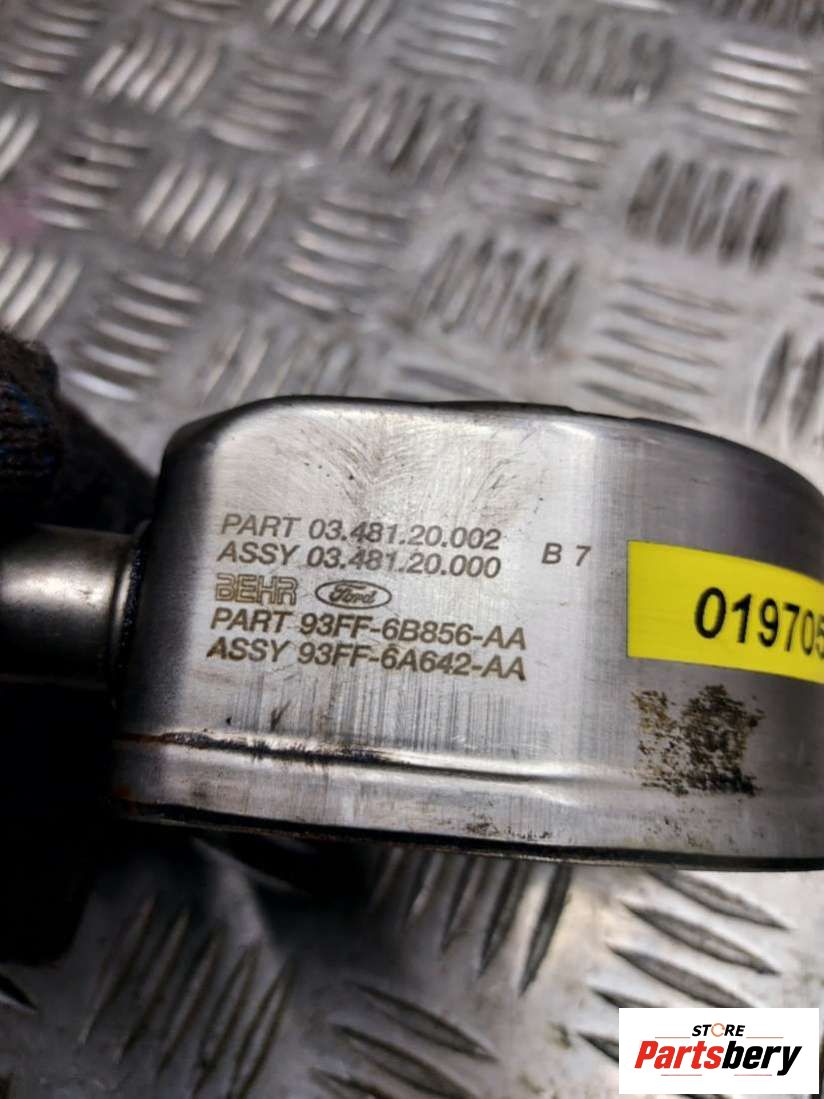 PART 03.481.20.002
ASSY 03.481.20.000
B 7
BEHR Ford
PART 93FF-6B856-AA
ASSY 93FF-6A642-AA
019705
STORE
Partsbery